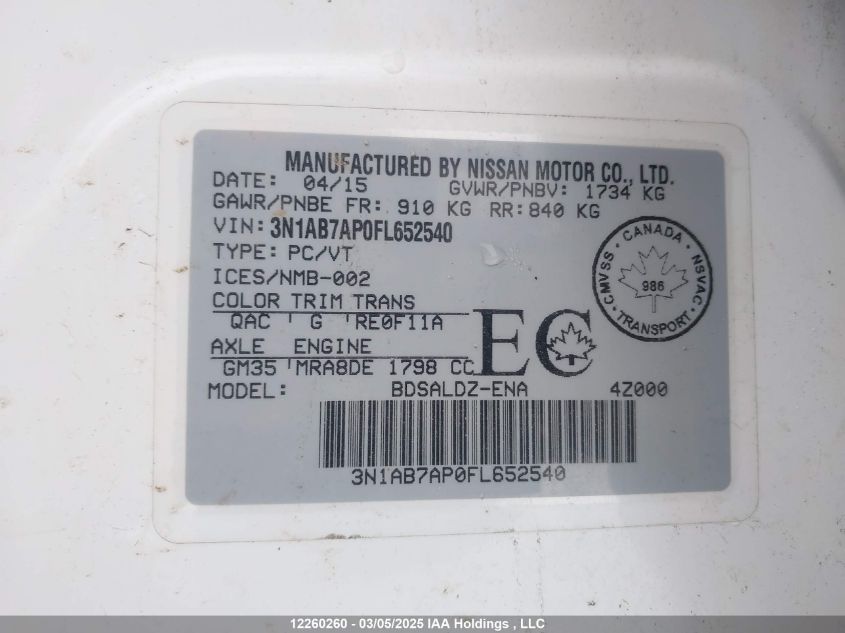 MANUFACTURED BY NISSAN MOTOR CO., LTD.
DATE: 04/15 GVWR/PNBV: 1734 KG
GAWR/PNBE FR: 910 KG RR: 840 KG
VIN: 3N1AB7AP0FL652540
TYPE: PC/VT
ICES/NMB-002
COLOR TRIM TRANS
QAC ' G ' RE0F11A
AXLE ENGINE
GM35 ' MRA8DE 1798 CC
EC
MODEL: BDSALDZ-ENA 4Z000
3N1AB7AP0FL652540
CANADA
CMVSS
986
NSVAC
TRANSPORT
12260260 - 03/05/2025 IAA Holdings , LLC